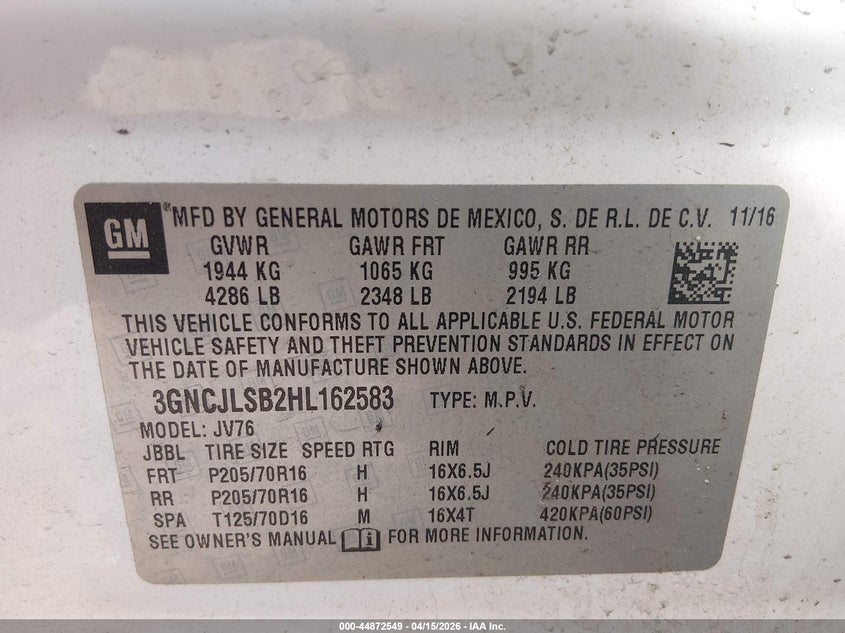 GM ® MFD BY GENERAL MOTORS DE MEXICO, S. DE R.L. DE C.V. 11/16
GVWR GAWR FRT GAWR RR
1944 KG 1065 KG 995 KG
4286 LB 2348 LB 2194 LB
THIS VEHICLE CONFORMS TO ALL APPLICABLE U.S. FEDERAL MOTOR
VEHICLE SAFETY AND THEFT PREVENTION STANDARDS IN EFFECT ON
THE DATE OF MANUFACTURE SHOWN ABOVE.
3GNCJLSB2HL162583 TYPE: M.P.V.
MODEL: JV76
JBBL TIRE SIZE SPEED RTG RIM COLD TIRE PRESSURE
FRT P205/70R16 H 16X6.5J 240KPA(35PSI)
RR P205/70R16 H 16X6.5J 240KPA(35PSI)
SPA T125/70D16 M 16X4T 420KPA(60PSI)
SEE OWNER'S MANUAL i FOR MORE INFORMATION.
000-44872549 - 04/15/2026 - IAA Inc.